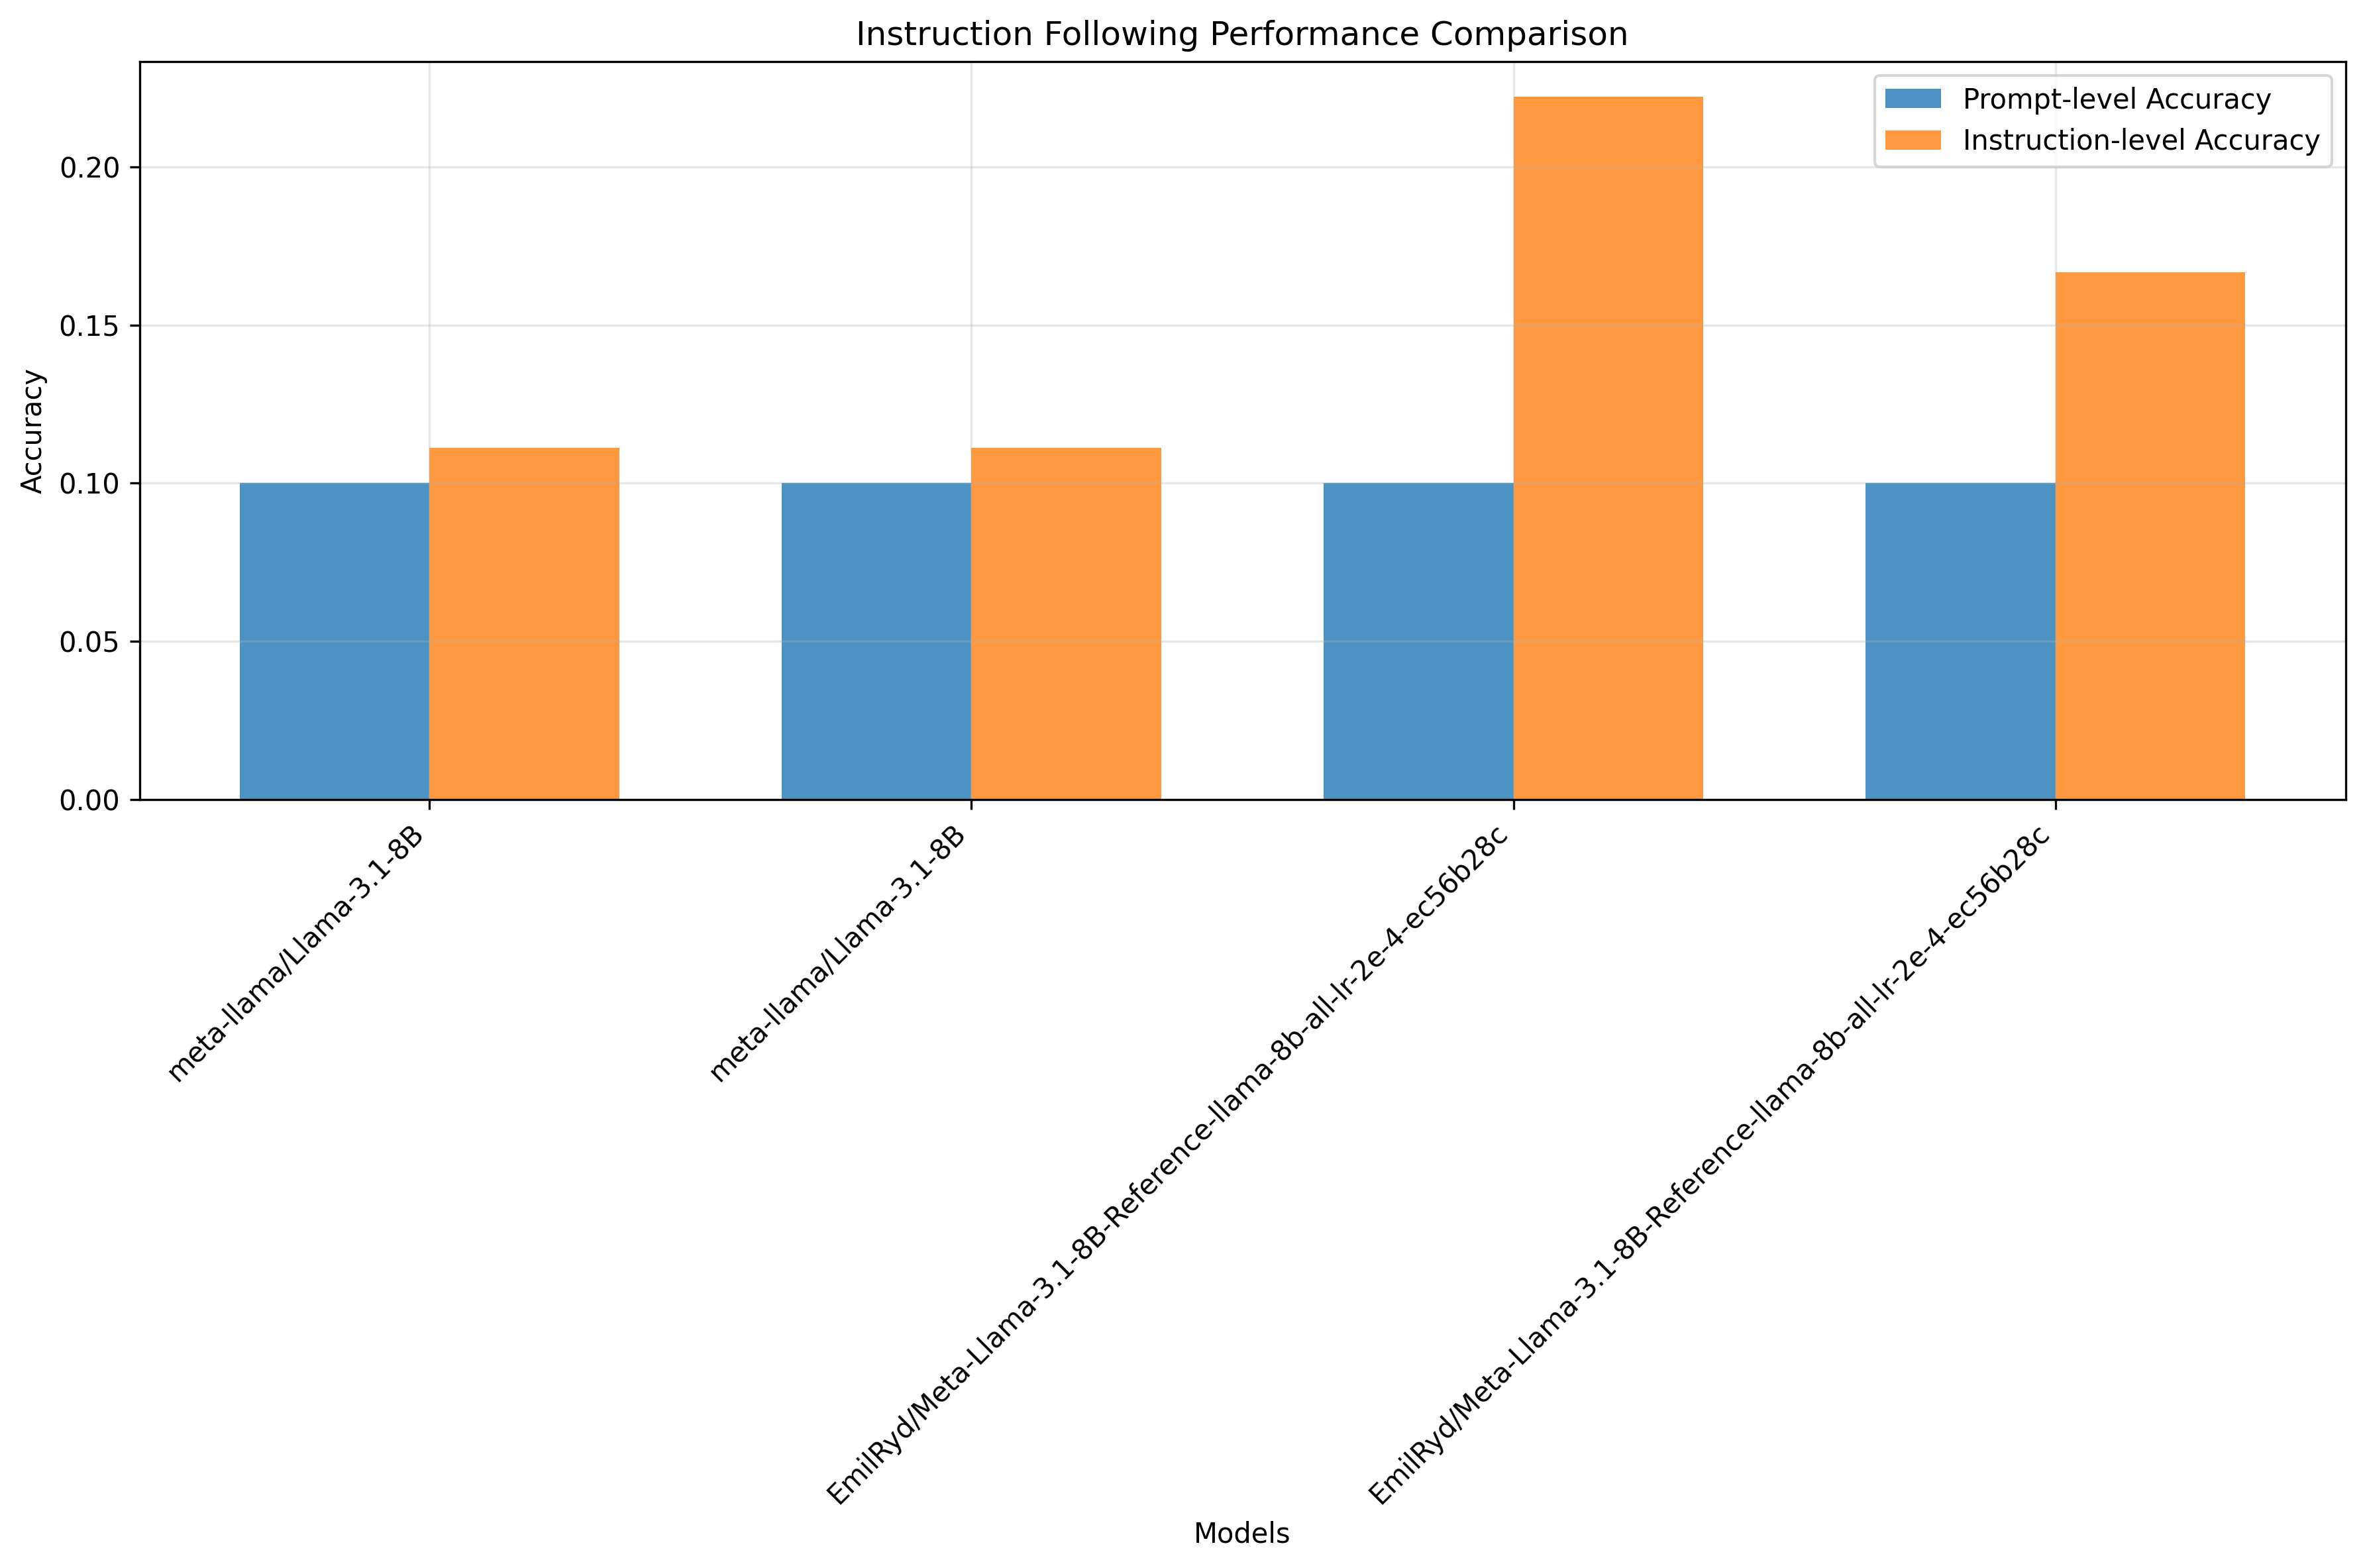 Instruction Following Performance Comparison
Prompt-level Accuracy
Instruction-level Accuracy
Accuracy
0.20
0.15
0.10
0.05
0.00
meta-llama/Llama-3.1-8B
meta-llama/Llama-3.1-8B
EmilRyd/Meta-Llama-3.1-8B-Reference-llama-8b-all-lr-2e-4-ec56b28c
EmilRyd/Meta-Llama-3.1-8B-Reference-llama-8b-all-lr-2e-4-ec56b28c
Models